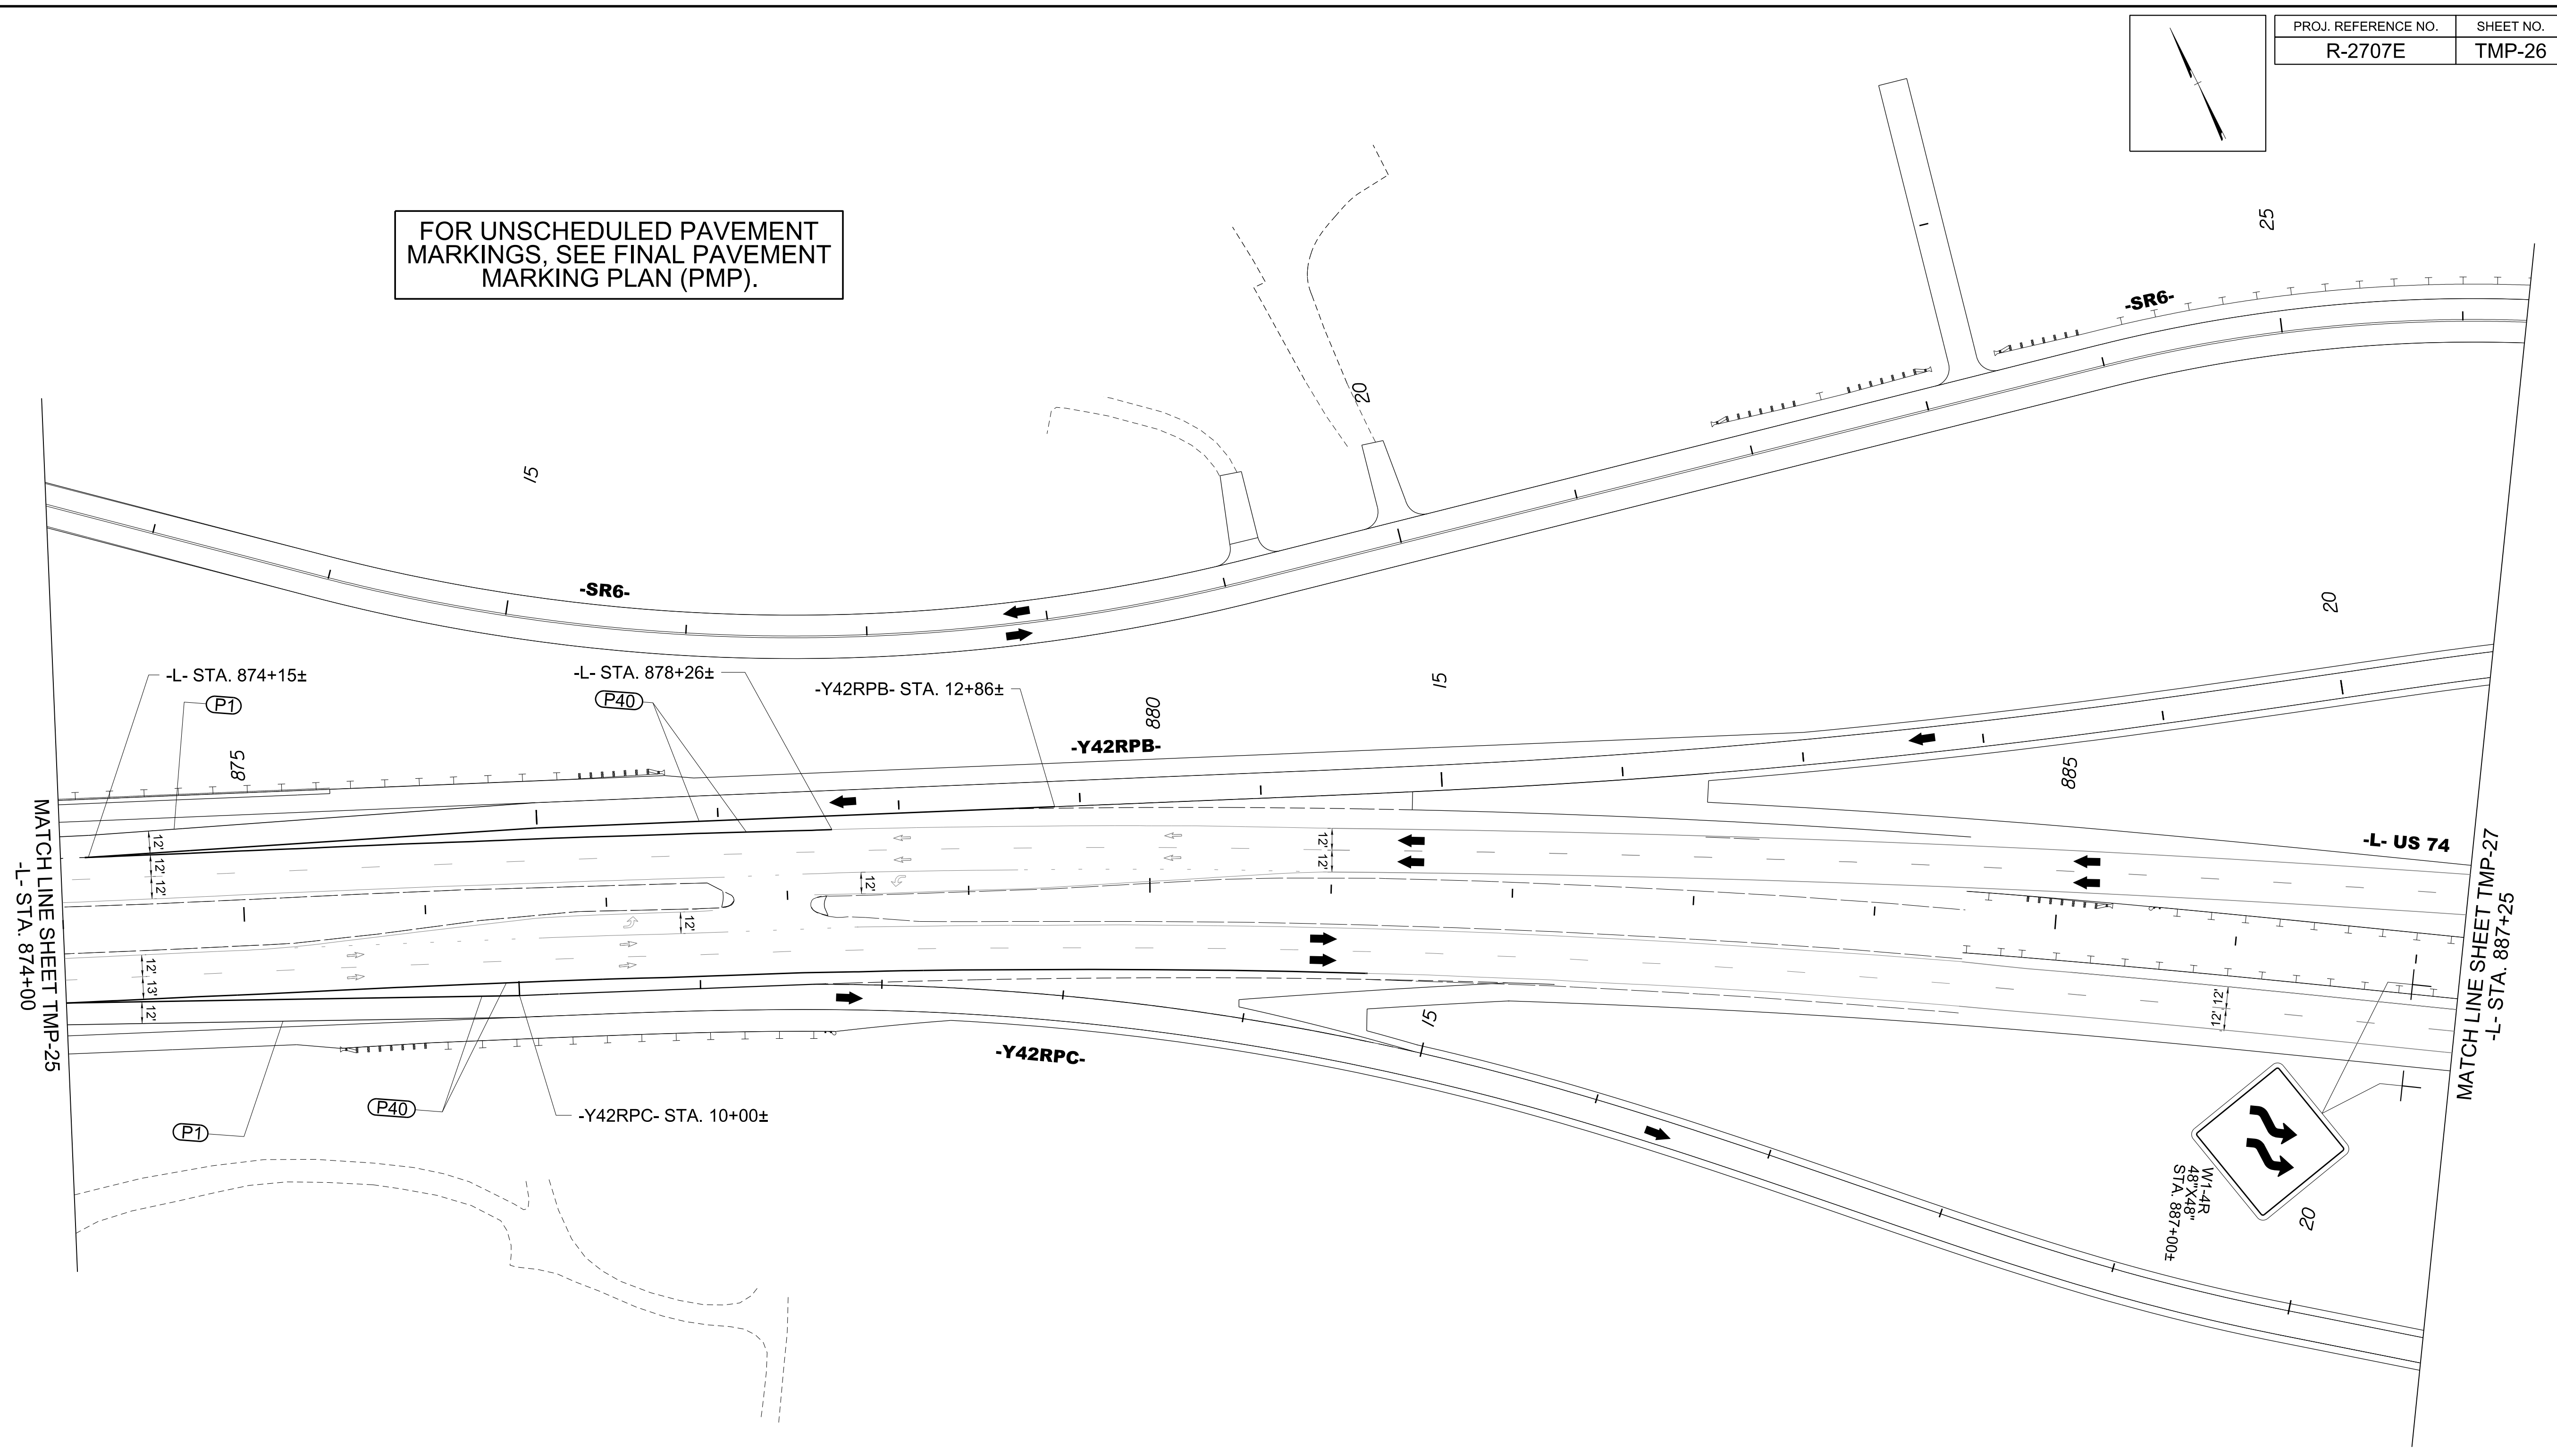 PROJ. REFERENCE NO.
SHEET NO.
R-2707E
TMP-26
FOR UNSCHEDULED PAVEMENT
MARKINGS, SEE FINAL PAVEMENT
MARKING PLAN (PMP).
25
-SR6-
20
15
-SR6-
20
-L- STA. 874+15±
P1
-L- STA. 878+26±
P40
-Y42RPB- STA. 12+86±
15
880
-Y42RPB-
875
885
-L- US 74
12'
12'
12'
12'
12'
12'
12'
12'
13'
12'
12'
12'
MATCH LINE SHEET TMP-25
-L- STA. 874+00
MATCH LINE SHEET TMP-27
-L- STA. 887+25
15
-Y42RPC-
P40
-Y42RPC- STA. 10+00±
P1
W1-4R
48"X48"
STA. 887+00±
20